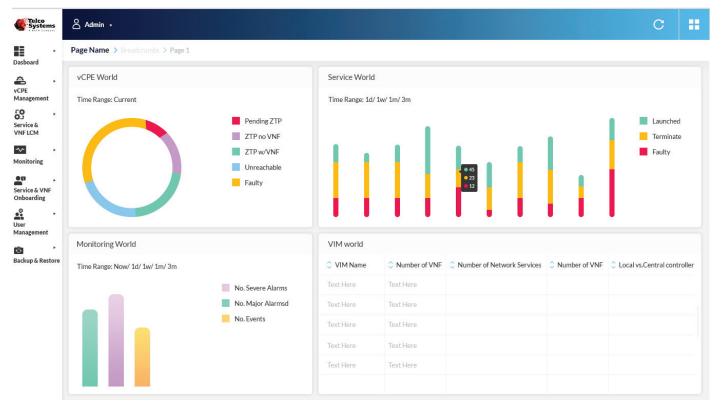 Telco
Systems
Admin
Page Name > Breadcrumbs > Page 1
Dasboard
vCPE
Management
Service &
VNF LCM
Monitoring
Service & VNF
Onboarding
User
Management
Backup & Restore
vCPE World
Time Range: Current
Pending ZTP
ZTP no VNF
ZTP w/VNF
Unreachable
Faulty
Service World
Time Range: 1d/ 1w/ 1m/ 3m
45
23
12
Launched
Terminate
Faulty
Monitoring World
Time Range: Now/ 1d/ 1w/ 1m/ 3m
No. Severe Alarms
No. Major Alarmsd
No. Events
VIM world
VIM Name Number of VNF Number of Network Services Number of VNF Local vs.Central controller
Text Here Text Here
Text Here Text Here
Text Here Text Here
Text Here Text Here
Text Here Text Here